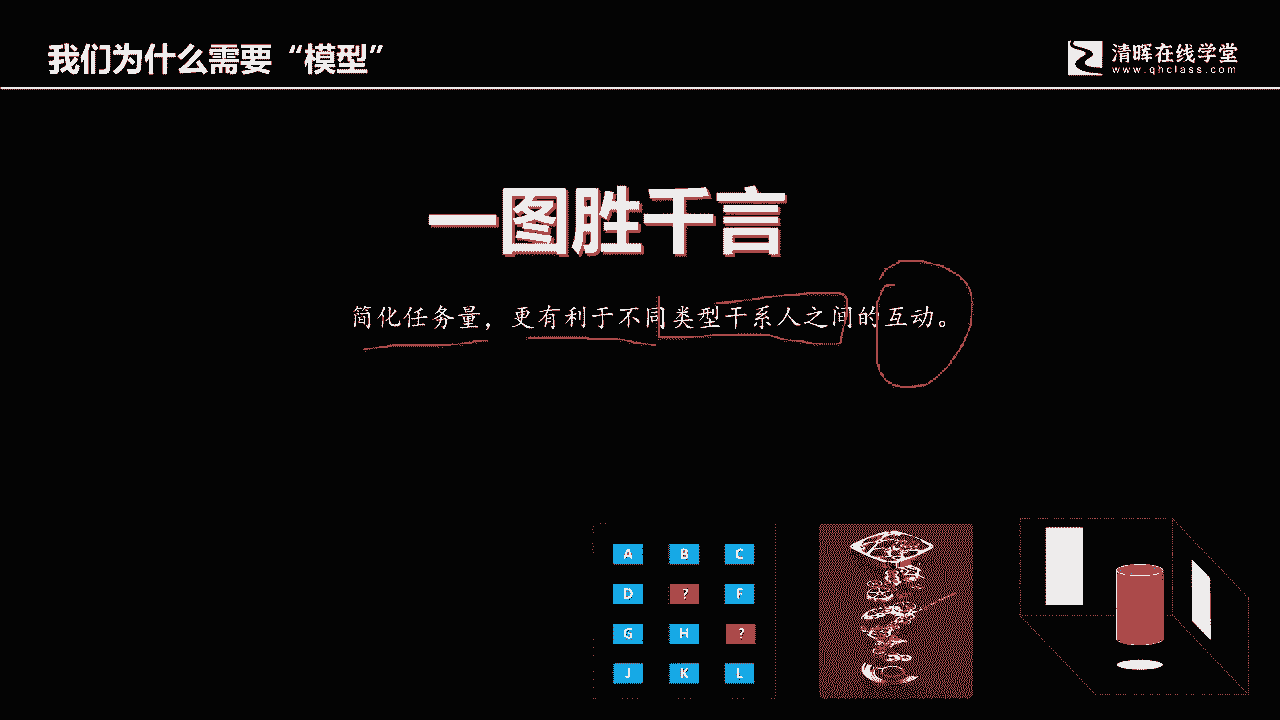 我们为什么需要“模型”
清晖在线学堂
www.qhclass.com
一图胜千言
简化任务量，更有利于不同类型干系人之间的互动。
A B C
D ? F
G H ?
J K L